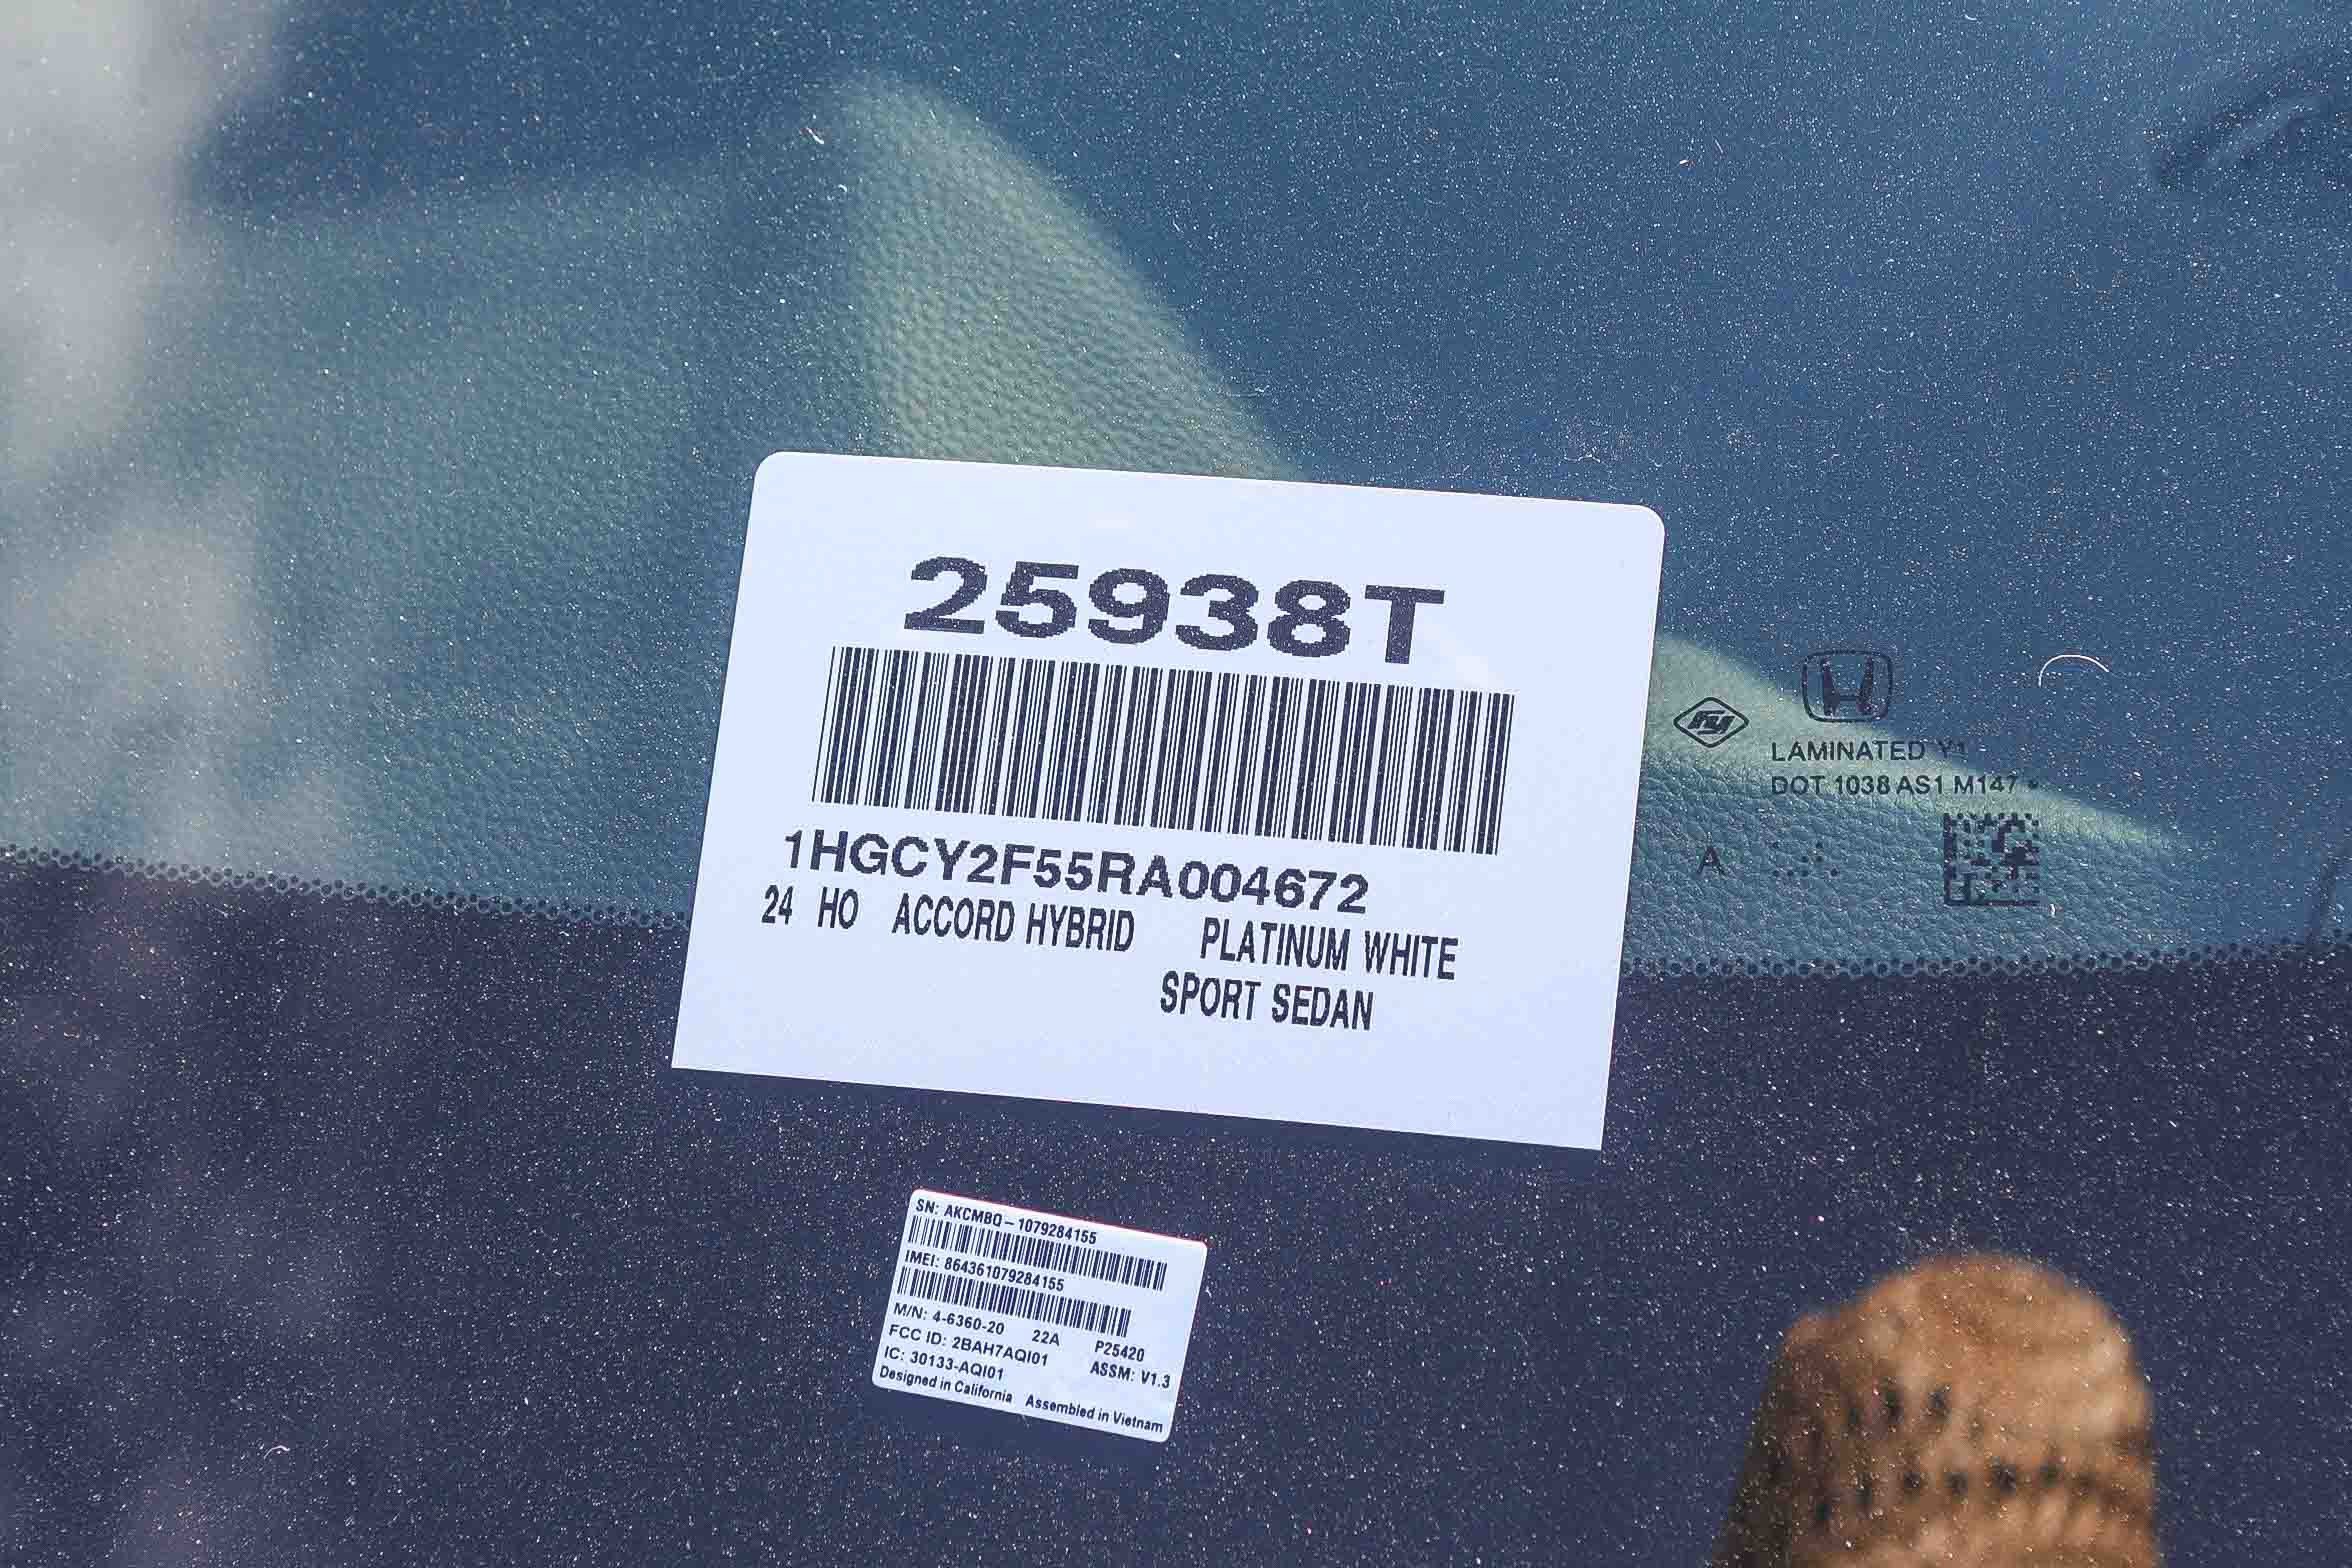 25938T
1HGCY2F55RA004672
24 HO ACCORD HYBRID PLATINUM WHITE
SPORT SEDAN
LAMINATED Y1
DOT 1038 AS1 M147
A
SN: AKCMBQ-1079284155
IMEI: 864361079284155
M/N: 4-6360-20 22A P25420
FCC ID: 2BAH7AQI01 ASSM: V1.3
IC: 30133-AQI01
Designed in California Assembled in Vietnam